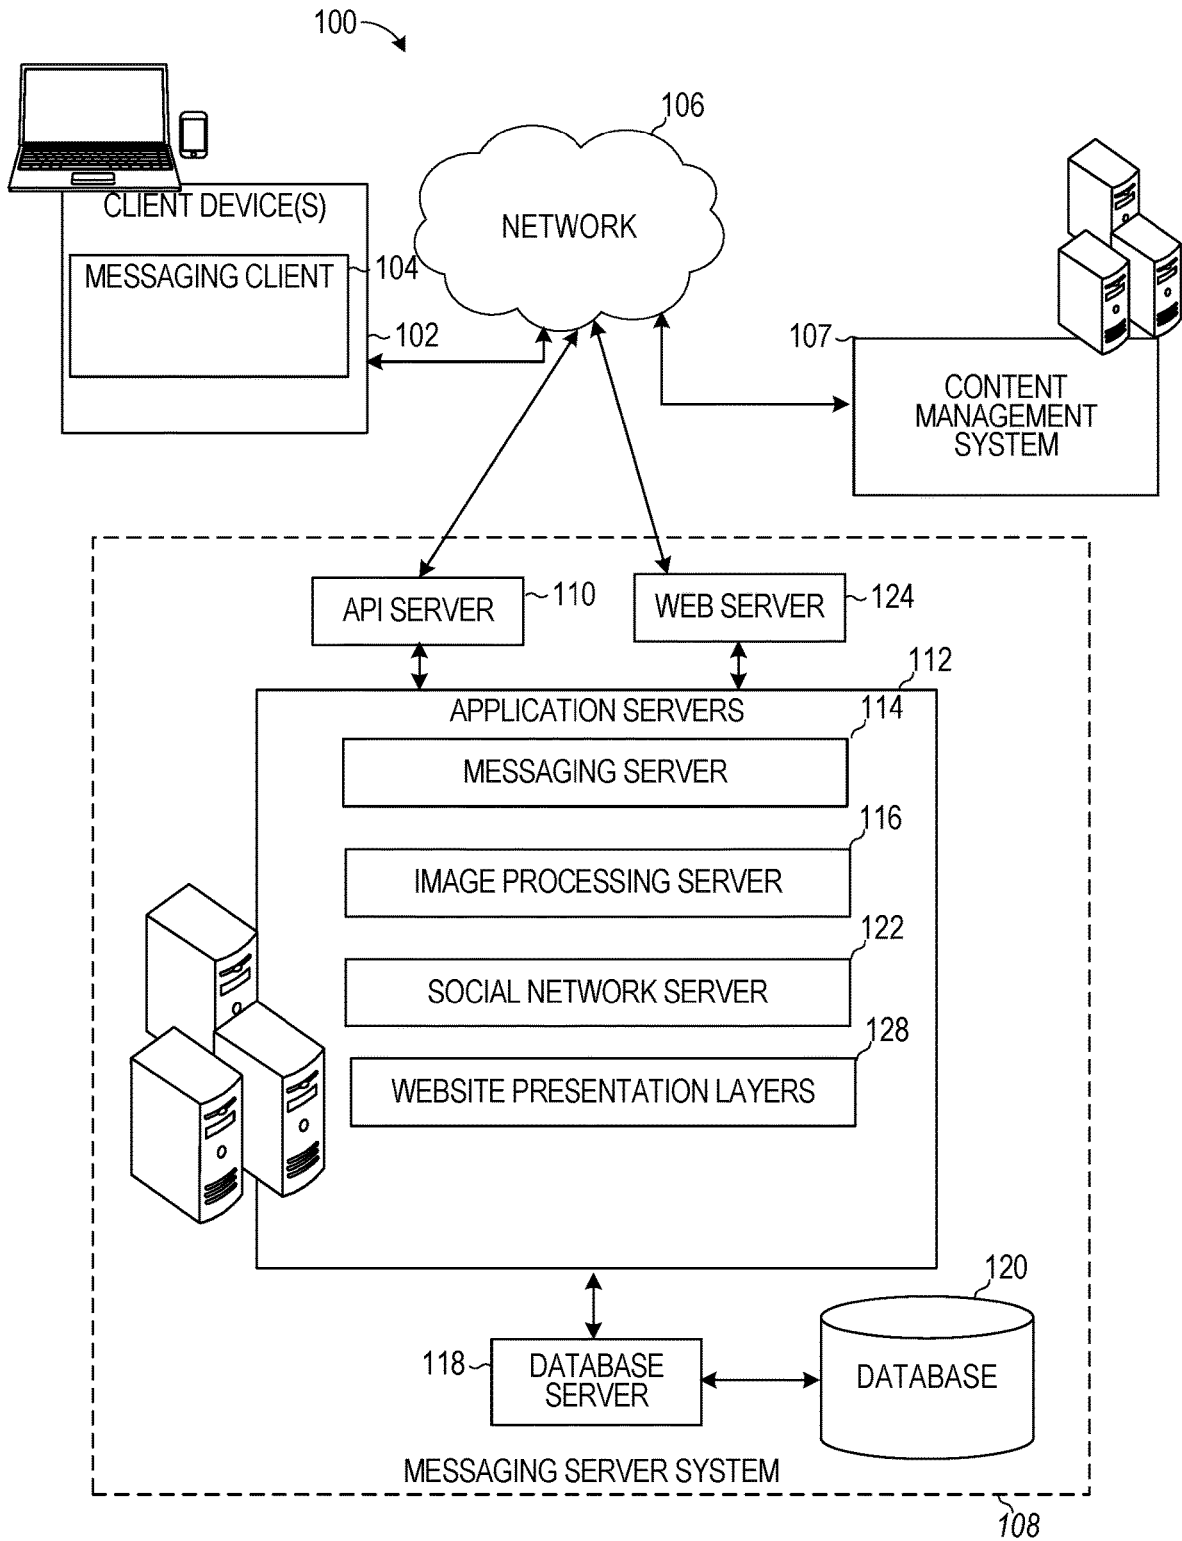 100
106
CLIENT DEVICE(S)
NETWORK
MESSAGING CLIENT
104
102
107
CONTENT
MANAGEMENT
SYSTEM
API SERVER
110
WEB SERVER
124
112
APPLICATION SERVERS
114
MESSAGING SERVER
116
IMAGE PROCESSING SERVER
122
SOCIAL NETWORK SERVER
128
WEBSITE PRESENTATION LAYERS
120
118
DATABASE
SERVER
DATABASE
MESSAGING SERVER SYSTEM
108